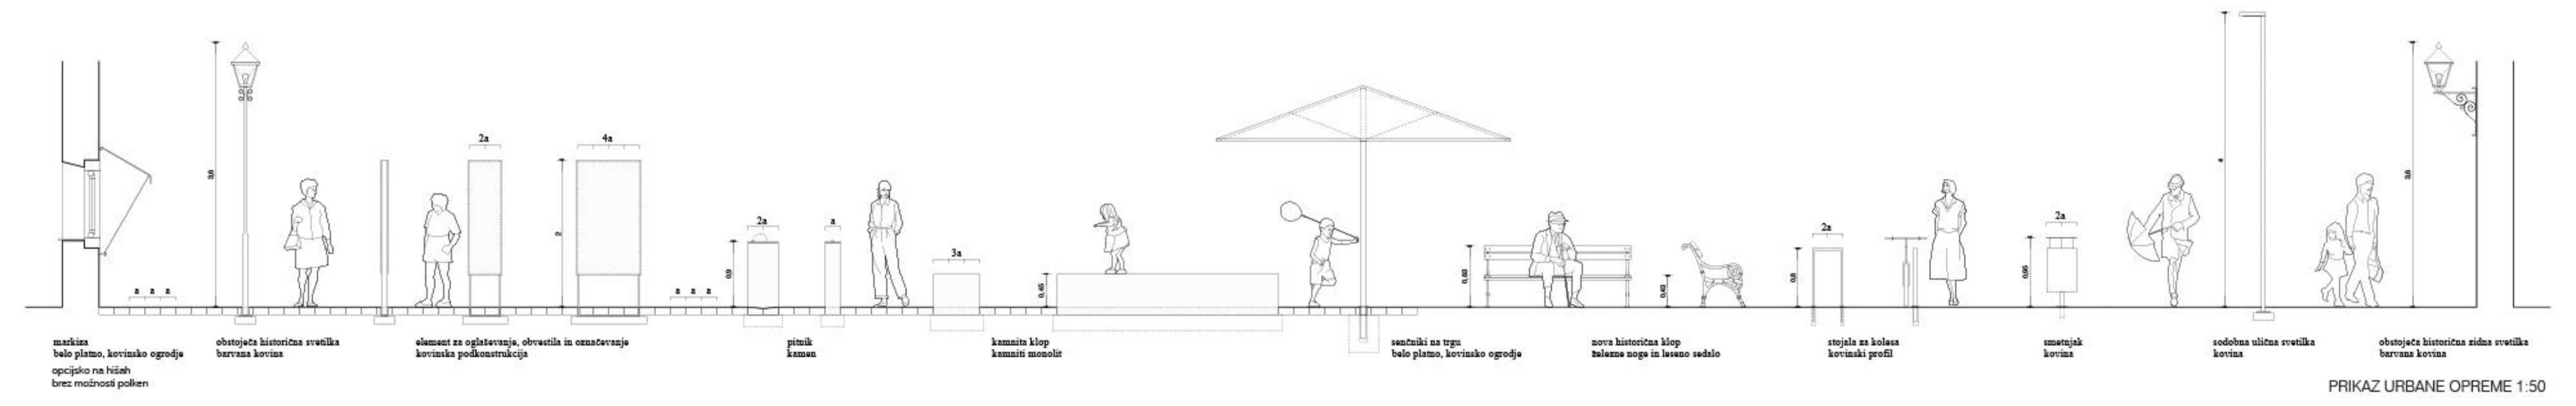 3,6
a a a
2a
4a
2
a a a
0,9
2a
a
3a
0,45
0,83
0,43
0,8
2a
0,95
2a
4
3,6
markiza
belo platno, kovinsko ogrodje
opcijsko na hišah
brez možnosti polken
obstoječa historična svetilka
barvana kovina
element za oglaševanje, obvestila in označevanje
kovinska podkonstrukcija
pitnik
kamen
kamnita klop
kamniti monolit
senčniki na trgu
belo platno, kovinsko ogrodje
nova historična klop
železne noge in leseno sedalo
stojala za kolesa
kovinski profil
smetnjak
kovina
sodobna ulična svetilka
kovina
obstoječa historična zidna svetilka
barvana kovina
PRIKAZ URBANE OPREME 1:50